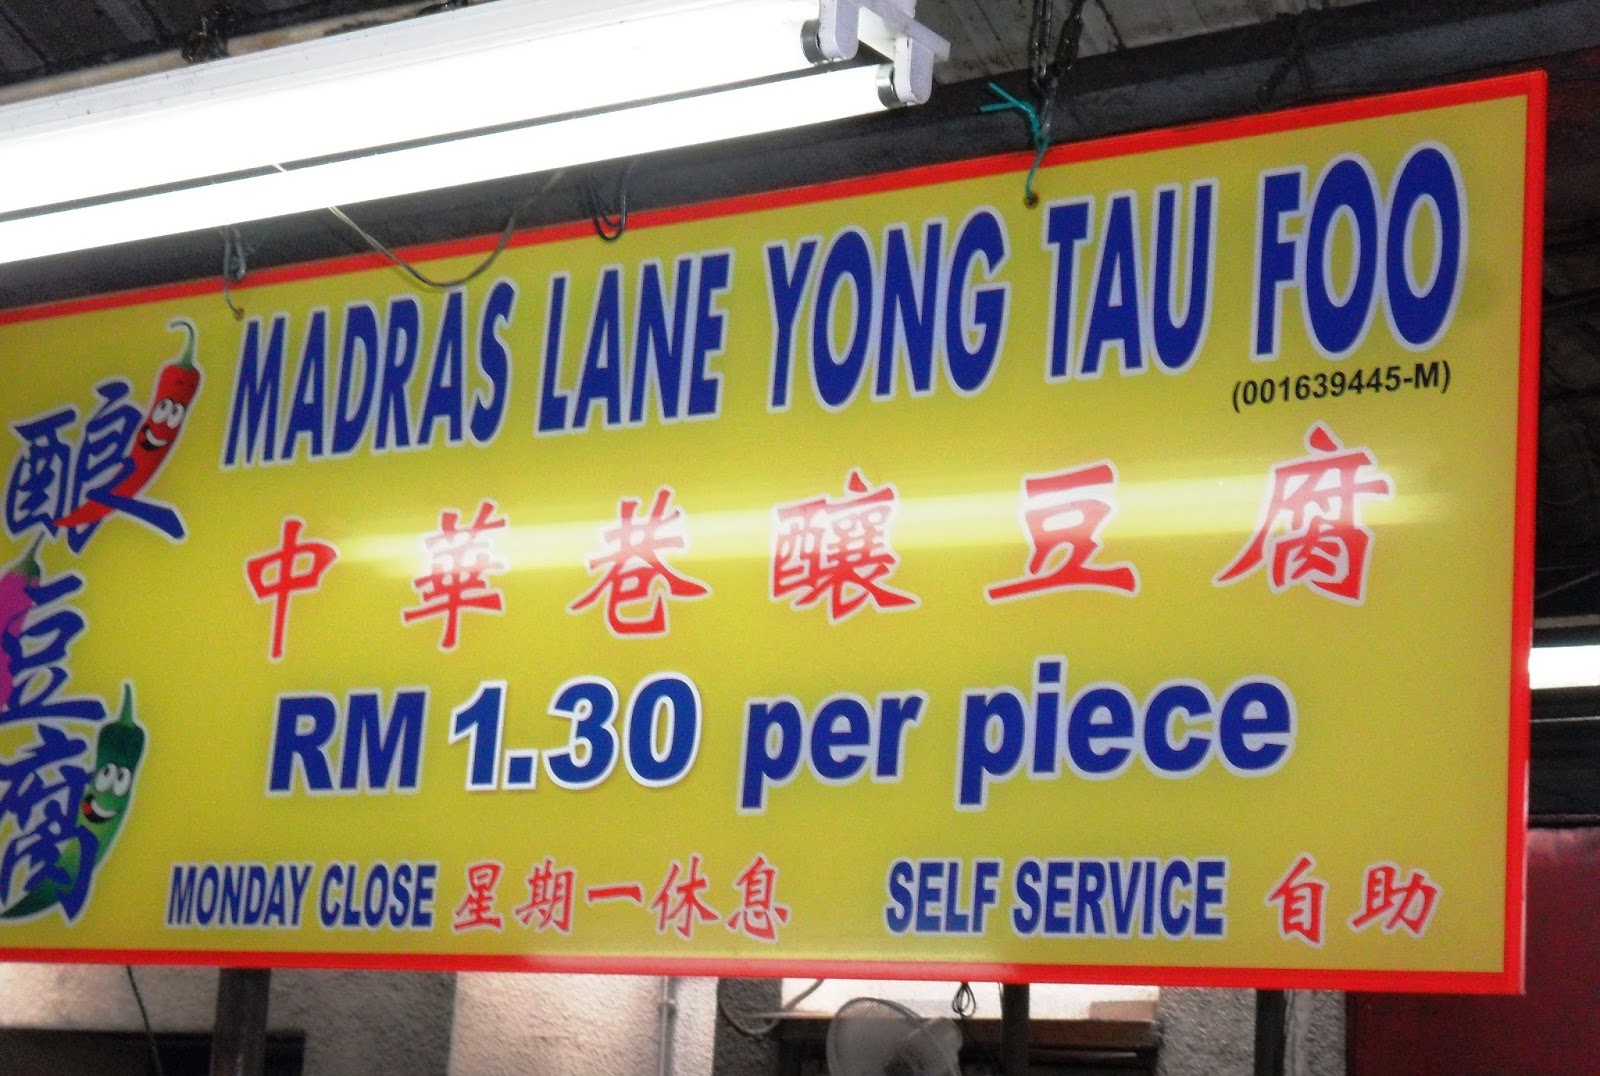 MADRAS LANE YONG TAU FOO
(001639445-M)
酿豆腐
中華巷釀豆腐
RM 1.30 per piece
MONDAY CLOSE 星期一休息 SELF SERVICE 自助